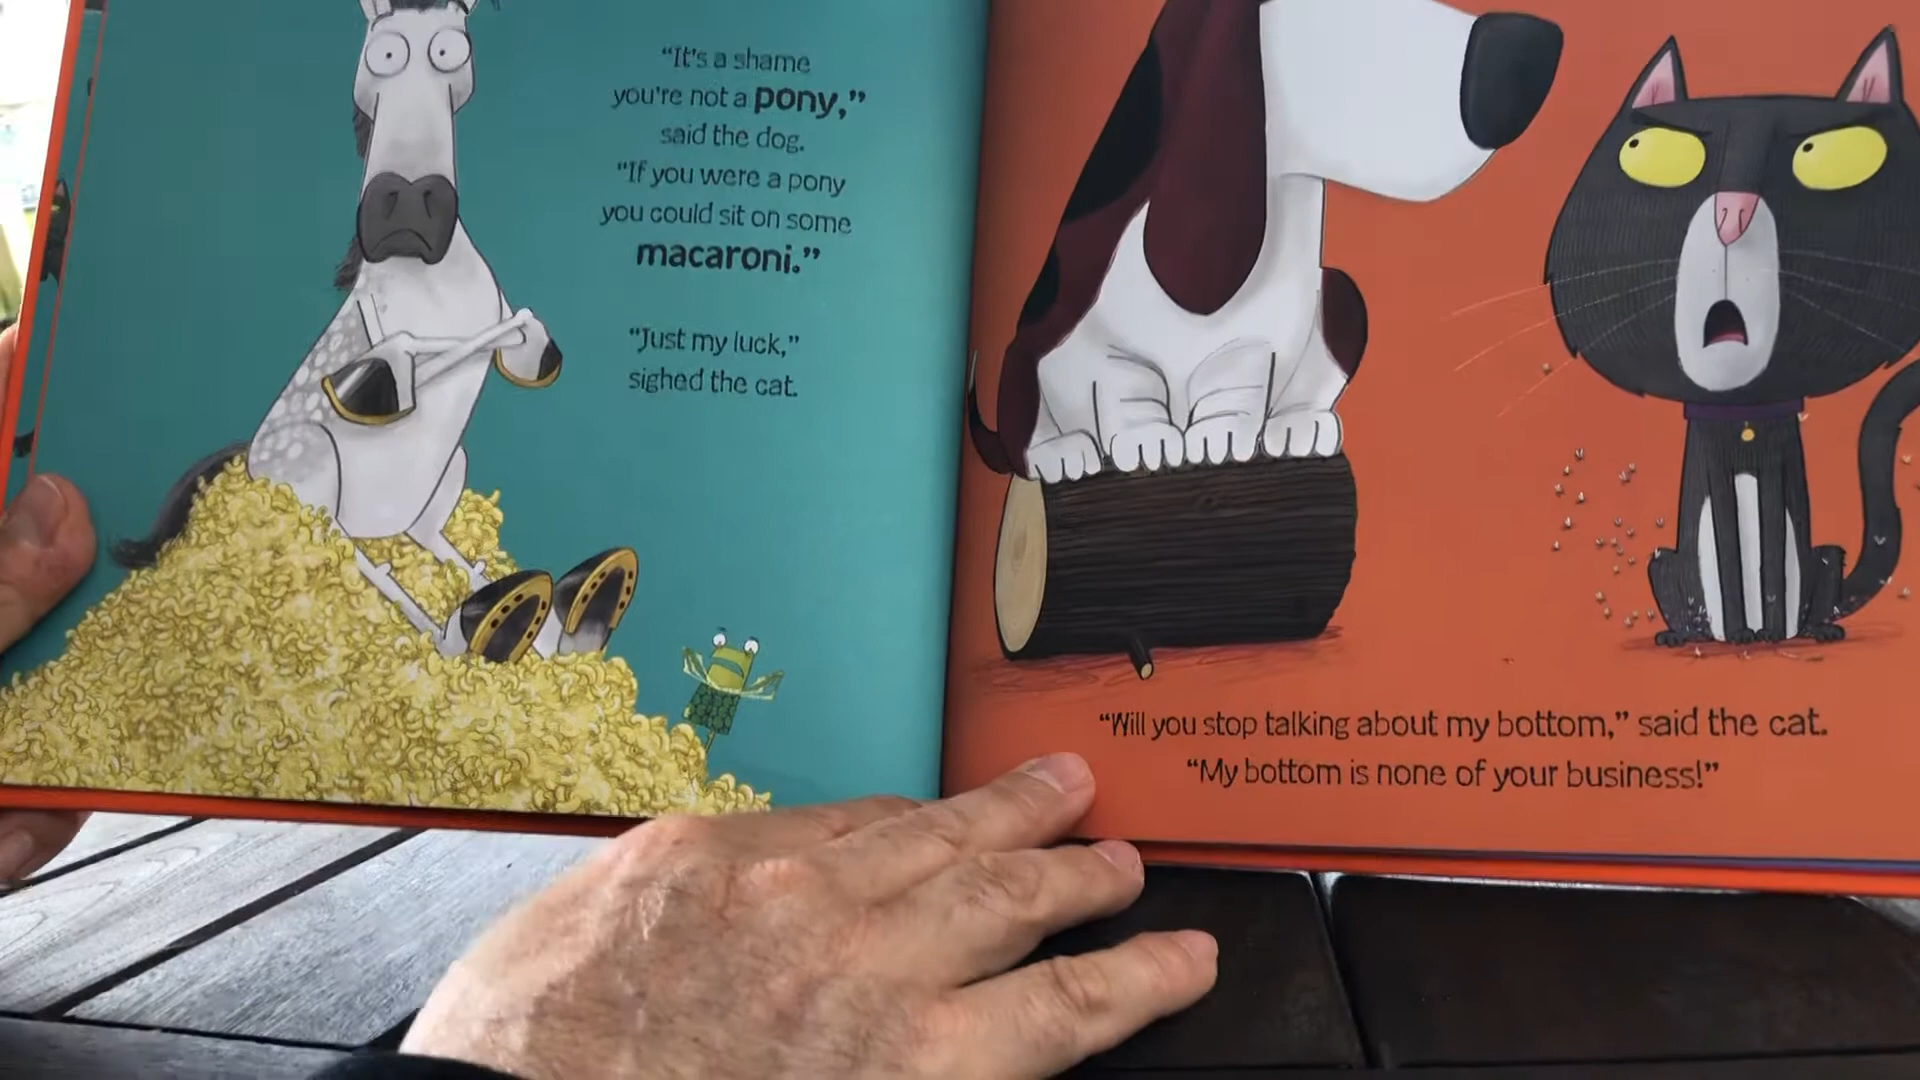 “It's a shame
you're not a pony,”
said the dog.
“If you were a pony
you could sit on some
macaroni.”
“Just my luck,”
sighed the cat.
“Will you stop talking about my bottom,” said the cat.
“My bottom is none of your business!”